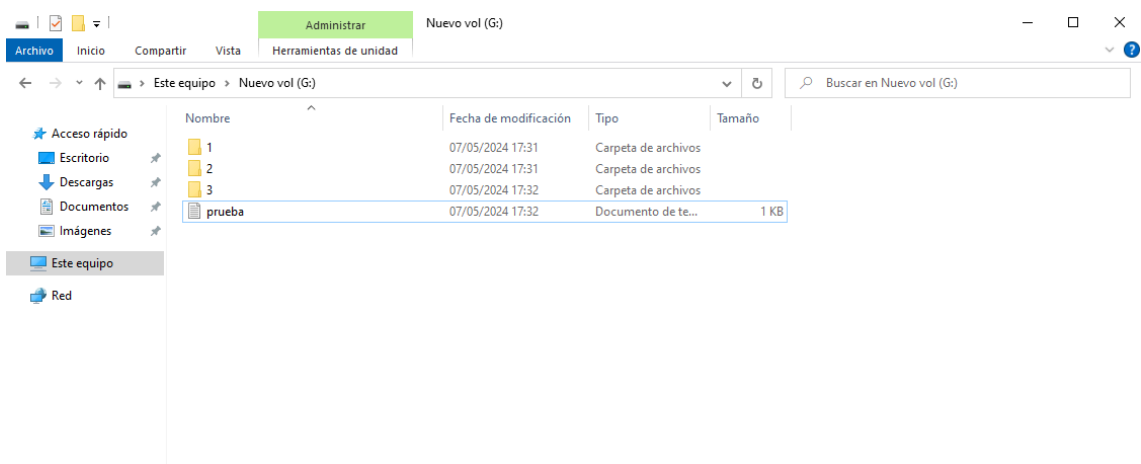 Administrar Nuevo vol (G:)
Archivo Inicio Compartir Vista Herramientas de unidad
Este equipo › Nuevo vol (G:) Buscar en Nuevo vol (G:)
Nombre Fecha de modificación Tipo Tamaño
Acceso rápido
Escritorio
Descargas
Documentos
Imágenes
Este equipo
Red
1 07/05/2024 17:31 Carpeta de archivos
2 07/05/2024 17:31 Carpeta de archivos
3 07/05/2024 17:32 Carpeta de archivos
prueba 07/05/2024 17:32 Documento de te... 1 KB